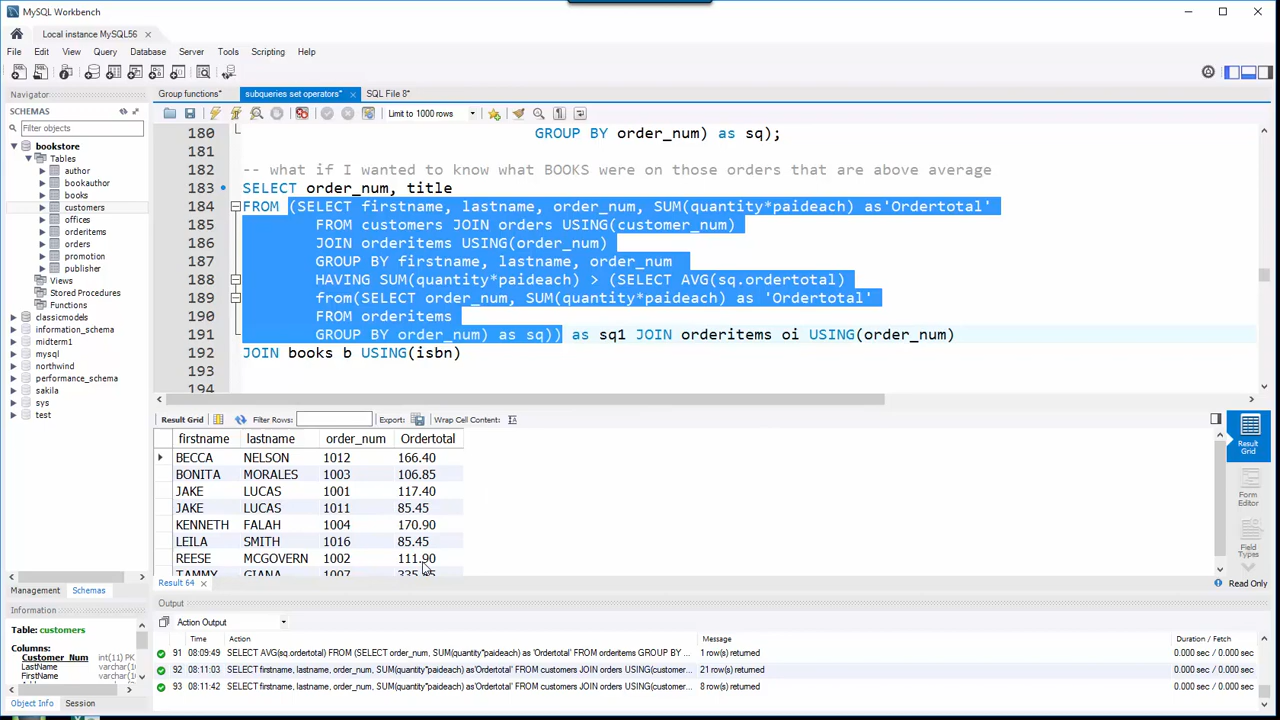 MySQL Workbench
Local instance MySQL56
File Edit View Query Database Server Tools Scripting Help
Navigator
SCHEMAS
Filter objects
bookstore
Tables
author
bookauthor
books
customers
offices
orderitems
orders
promotion
publisher
Views
Stored Procedures
Functions
classicmodels
information_schema
mudb
mysql
northwind
performance_schema
sakila
sys
test
Management Schemas
Information
Table: customers
Columns:
Customer_Num int(11) PK
LastName varchar(1
FirstName varchar(1
Object Info Session
Group functions* subqueries set operators* SQL File 8*
Limit to 1000 rows
180 GROUP BY order_num) as sq);
181
182 -- what if I wanted to know what BOOKS were on those orders that are above average
183 SELECT order_num, title
184 FROM (SELECT firstname, lastname, order_num, SUM(quantity*paideach) as'Ordertotal'
185 FROM customers JOIN orders USING(customer_num)
186 JOIN orderitems USING(order_num)
187 GROUP BY firstname, lastname, order_num
188 HAVING SUM(quantity*paideach) > (SELECT AVG(sq.ordertotal)
189 from(SELECT order_num, SUM(quantity*paideach) as 'Ordertotal'
190 FROM orderitems
191 GROUP BY order_num) as sq)) as sq1 JOIN orderitems oi USING(order_num)
192 JOIN books b USING(isbn)
193
194
Result Grid Filter Rows: Export: Wrap Cell Content:
firstname lastname order_num Ordertotal
BECCA NELSON 1012 166.40
BONITA MORALES 1003 106.85
JAKE LUCAS 1001 117.40
JAKE LUCAS 1011 85.45
KENNETH FALAH 1004 170.90
LEILA SMITH 1016 85.45
REESE MCGOVERN 1002 111.90
TAMMY GIANA 1007
Result Grid
Form Editor
Field Types
Result 64
Read Only
Output
Action Output
Time Action Message Duration / Fetch
91 08:09:49 SELECT AVG(sq.ordertotal) FROM (SELECT order_num, SUM(quantity*paideach) as 'Ordertotal' FROM orderitems GROUP BY ... 1 row(s) returned 0.000 sec / 0.000 sec
92 08:11:03 SELECT firstname, lastname, order_num, SUM(quantity*paideach) as'Ordertotal' FROM customers JOIN orders USING(customer... 21 row(s) returned 0.000 sec / 0.000 sec
93 08:11:42 SELECT firstname, lastname, order_num, SUM(quantity*paideach) as'Ordertotal' FROM customers JOIN orders USING(customer... 8 row(s) returned 0.000 sec / 0.000 sec